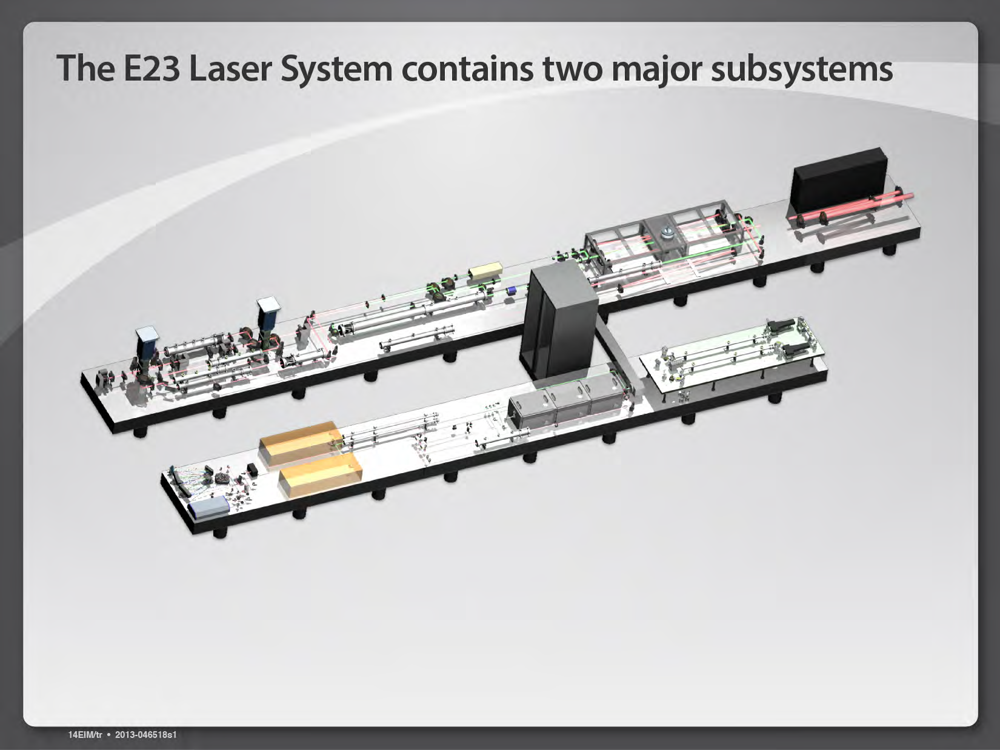 The E23 Laser System contains two major subsystems
14EIM/tr • 2013-046518s1